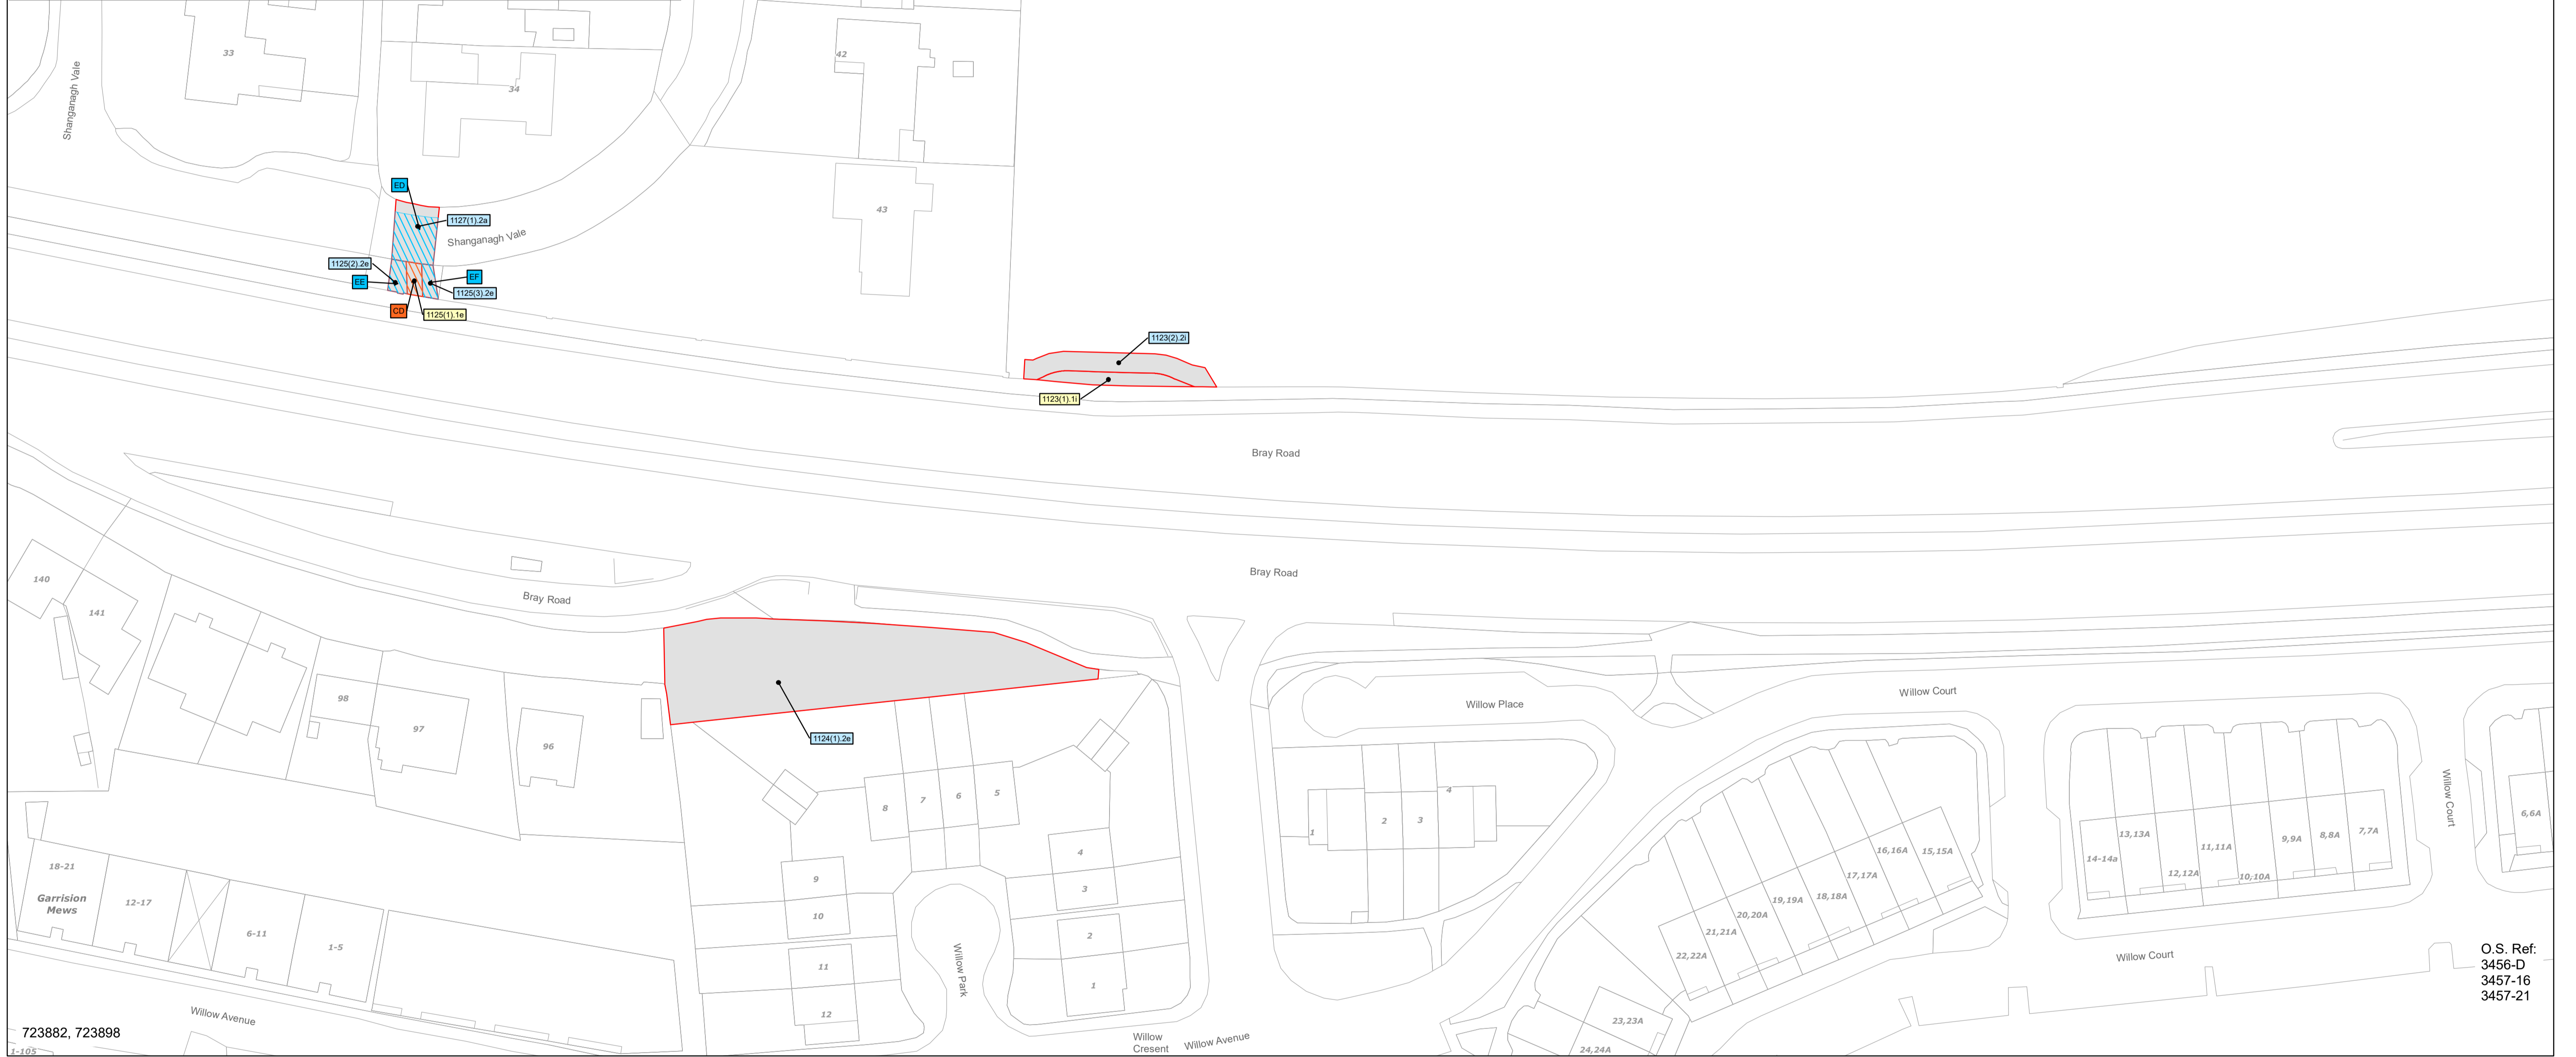 33
42
34
Shanganagh Vale
ED
1127(1).2a
43
Shanganagh Vale
1125(2).2e
EE
EF
1125(3).2e
CD
1125(1).1e
1123(2).2i
1123(1).1i
Bray Road
Bray Road
140
141
Bray Road
98
97
96
1124(1).2e
Willow Place
Willow Court
8
7
6
5
1
2
3
4
4
3
9
10
2
1
11
12
18-21
Garrision
Mews
12-17
6-11
1-5
Willow Park
22,22A
21,21A
20,20A
19,19A
18,18A
17,17A
16,16A
15,15A
14-14a
13,13A
12,12A
11,11A
10,10A
9,9A
8,8A
7,7A
Willow Court
6,6A
Willow Court
23,23A
24,24A
Willow Avenue
Willow
Cresent
Willow Avenue
723882, 723898
1-105
O.S. Ref:
3456-D
3457-16
3457-21